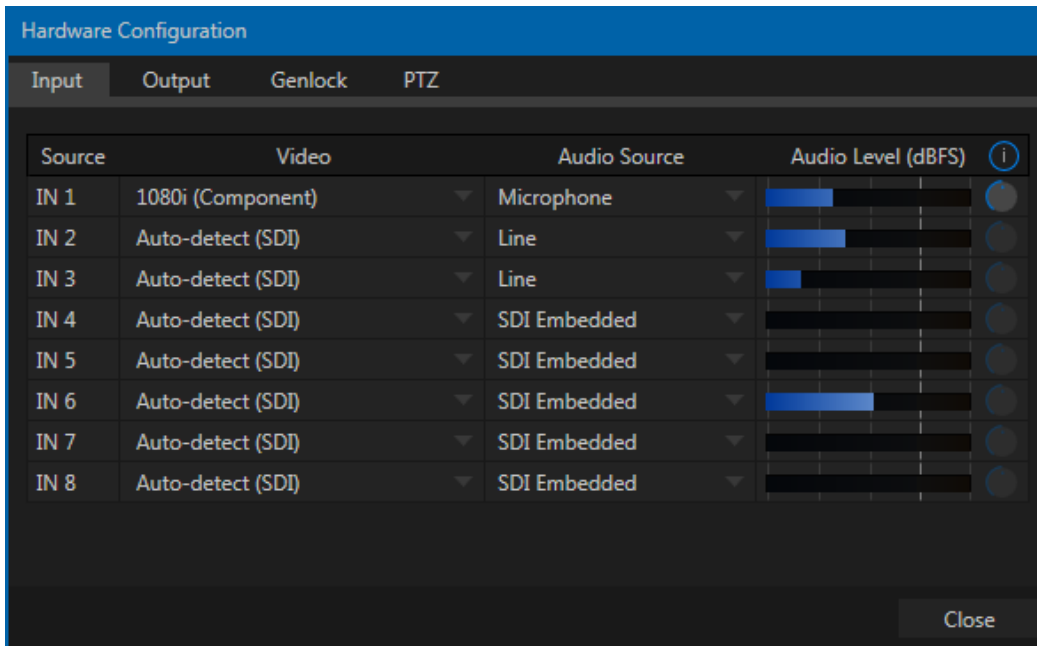 Hardware Configuration
Input Output Genlock PTZ
Source Video Audio Source Audio Level (dBFS) i
IN 1 1080i (Component) Microphone
IN 2 Auto-detect (SDI) Line
IN 3 Auto-detect (SDI) Line
IN 4 Auto-detect (SDI) SDI Embedded
IN 5 Auto-detect (SDI) SDI Embedded
IN 6 Auto-detect (SDI) SDI Embedded
IN 7 Auto-detect (SDI) SDI Embedded
IN 8 Auto-detect (SDI) SDI Embedded
Close